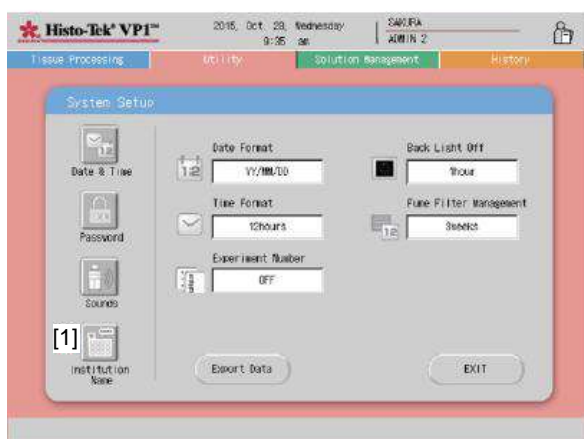 Histo-Tek® VP1™
2015, Oct. 28, Wednesday
9:35 am
SAKURA
ADMIN 2
Tissue Processing
Utility
Solution Management
History
System Setup
Date & Time
Password
Sounds
[1]
Institution
Name
Date Format
YY/MM/DD
Time Format
12hours
Experiment Number
OFF
Back Light Off
1hour
Fume Filter Management
Export Data
EXIT